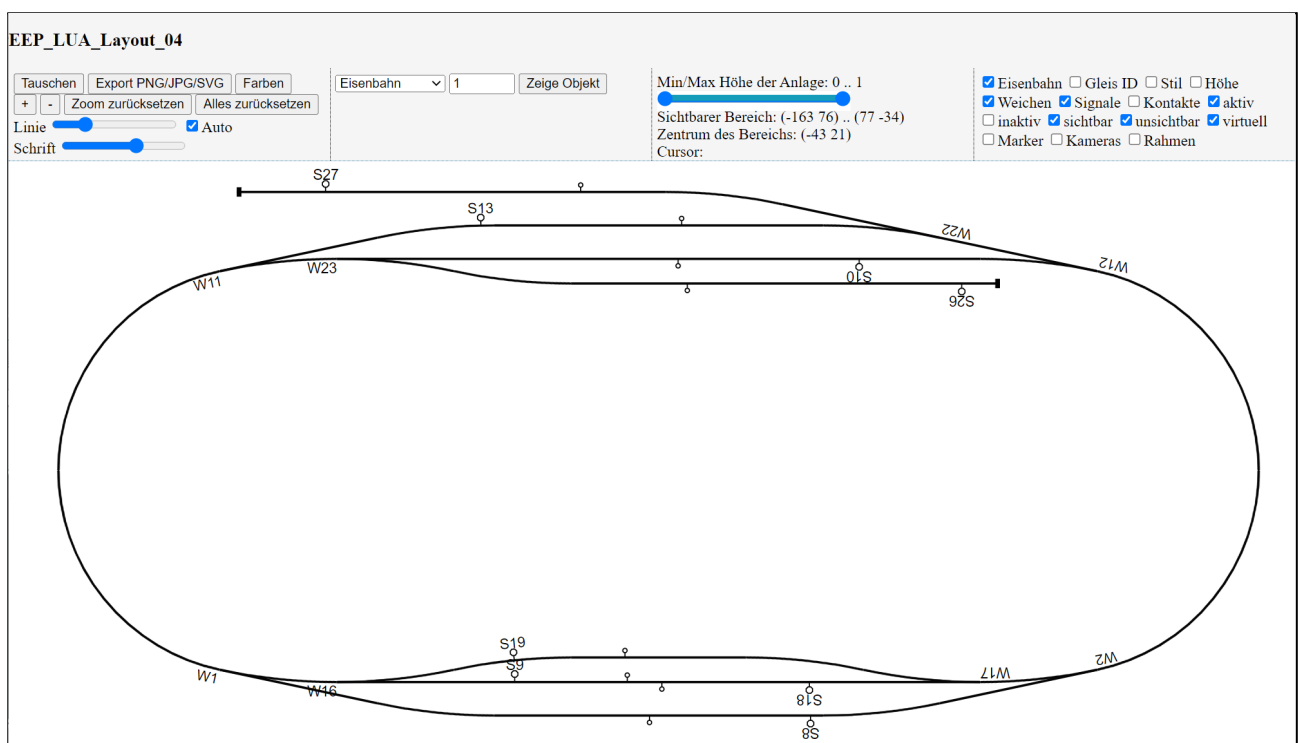 EEP_LUA_Layout_04
Tauschen Export PNG/JPG/SVG Farben
+ - Zoom zurücksetzen Alles zurücksetzen
Linie Auto
Schrift
Eisenbahn 1 Zeige Objekt
Min/Max Höhe der Anlage: 0 .. 1
Sichtbarer Bereich: (-163 76) .. (77 -34)
Zentrum des Bereichs: (-43 21)
Cursor:
Eisenbahn Gleis ID Stil Höhe
Weichen Signale Kontakte aktiv
inaktiv sichtbar unsichtbar virtuell
Marker Kameras Rahmen
S27
S13
W22
W23
W12
W11
S10
S26
S19
S9
W1
W16
W17
W2
S18
S8